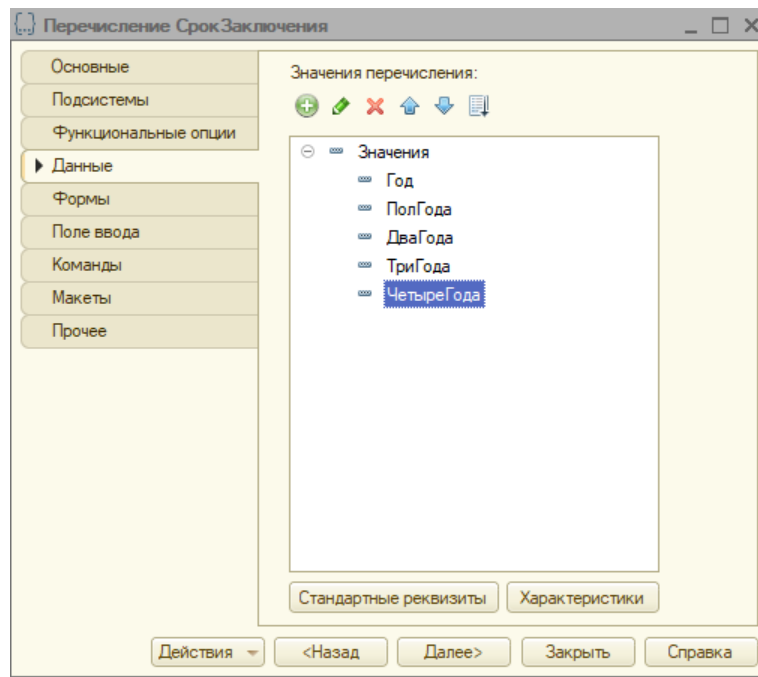 {...} Перечисление СрокЗаключения
Основные
Подсистемы
Функциональные опции
Данные
Формы
Поле ввода
Команды
Макеты
Прочее
Значения перечисления:
Значения
Год
ПолГода
ДваГода
ТриГода
ЧетыреГода
Стандартные реквизиты Характеристики
Действия <Назад Далее> Закрыть Справка